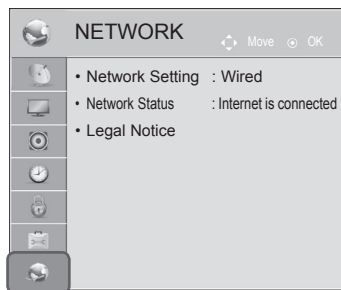 NETWORK
Move OK
• Network Setting : Wired
• Network Status : Internet is connected
• Legal Notice